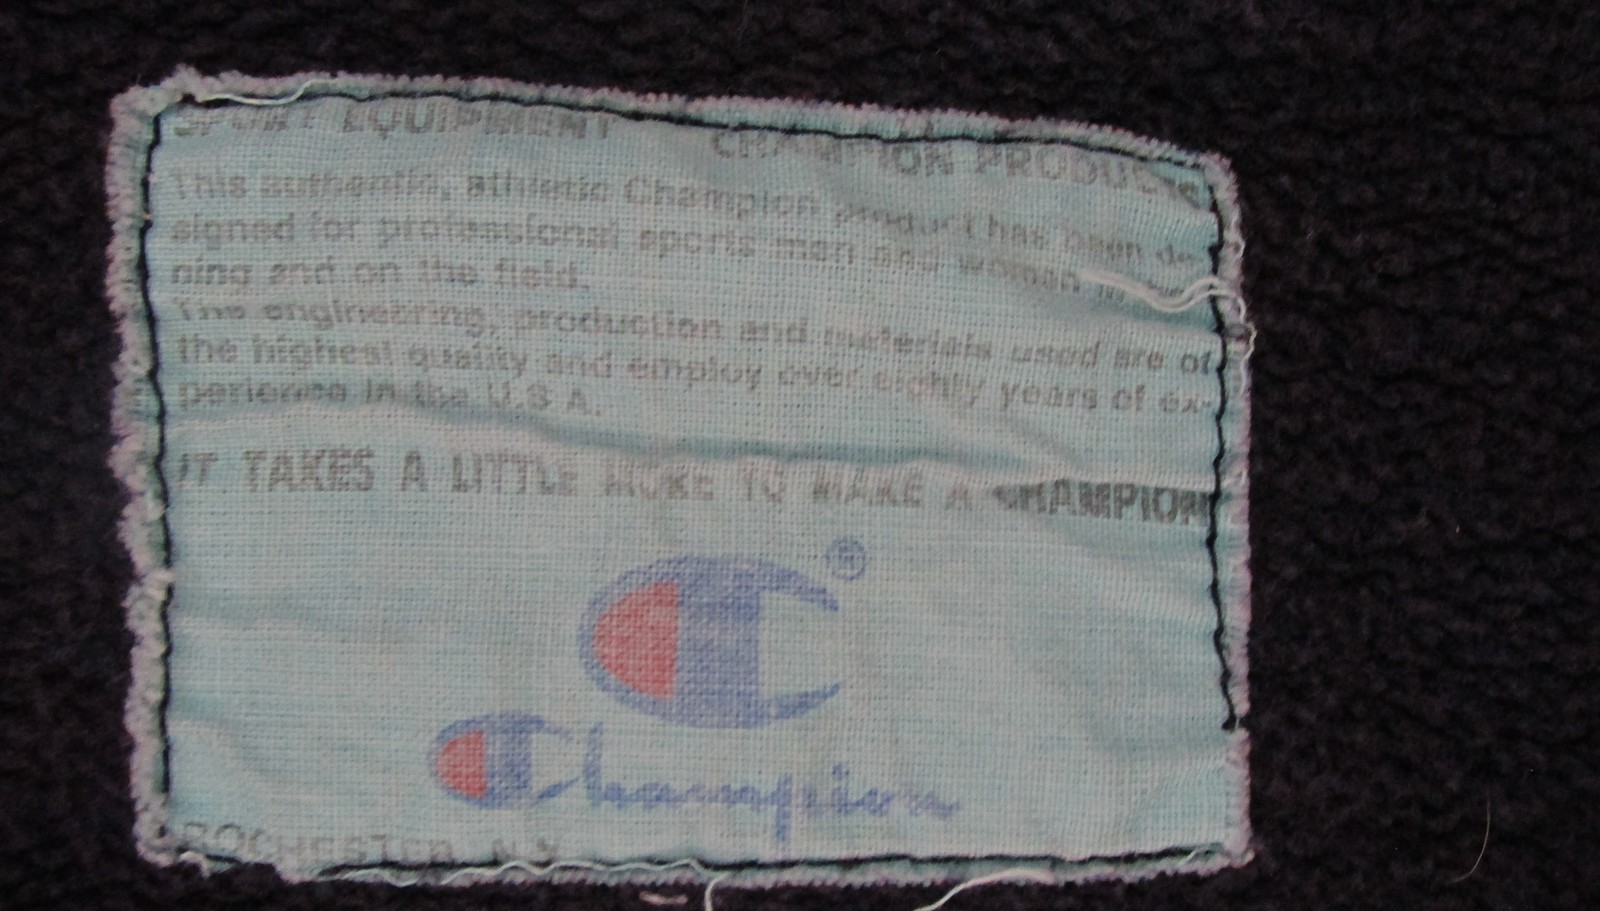 SPORT EQUIPMENT CHAMPION PRODUCTS
This authentic, athletic Champion product has been de-
signed for professional sports men and women in
ning and on the field.
The engineering, production and materials used are of
the highest quality and employ over eighty years of ex-
perience in the U.S.A.
IT TAKES A LITTLE MORE TO MAKE A CHAMPION
®
Champion
ROCHESTER, N.Y.